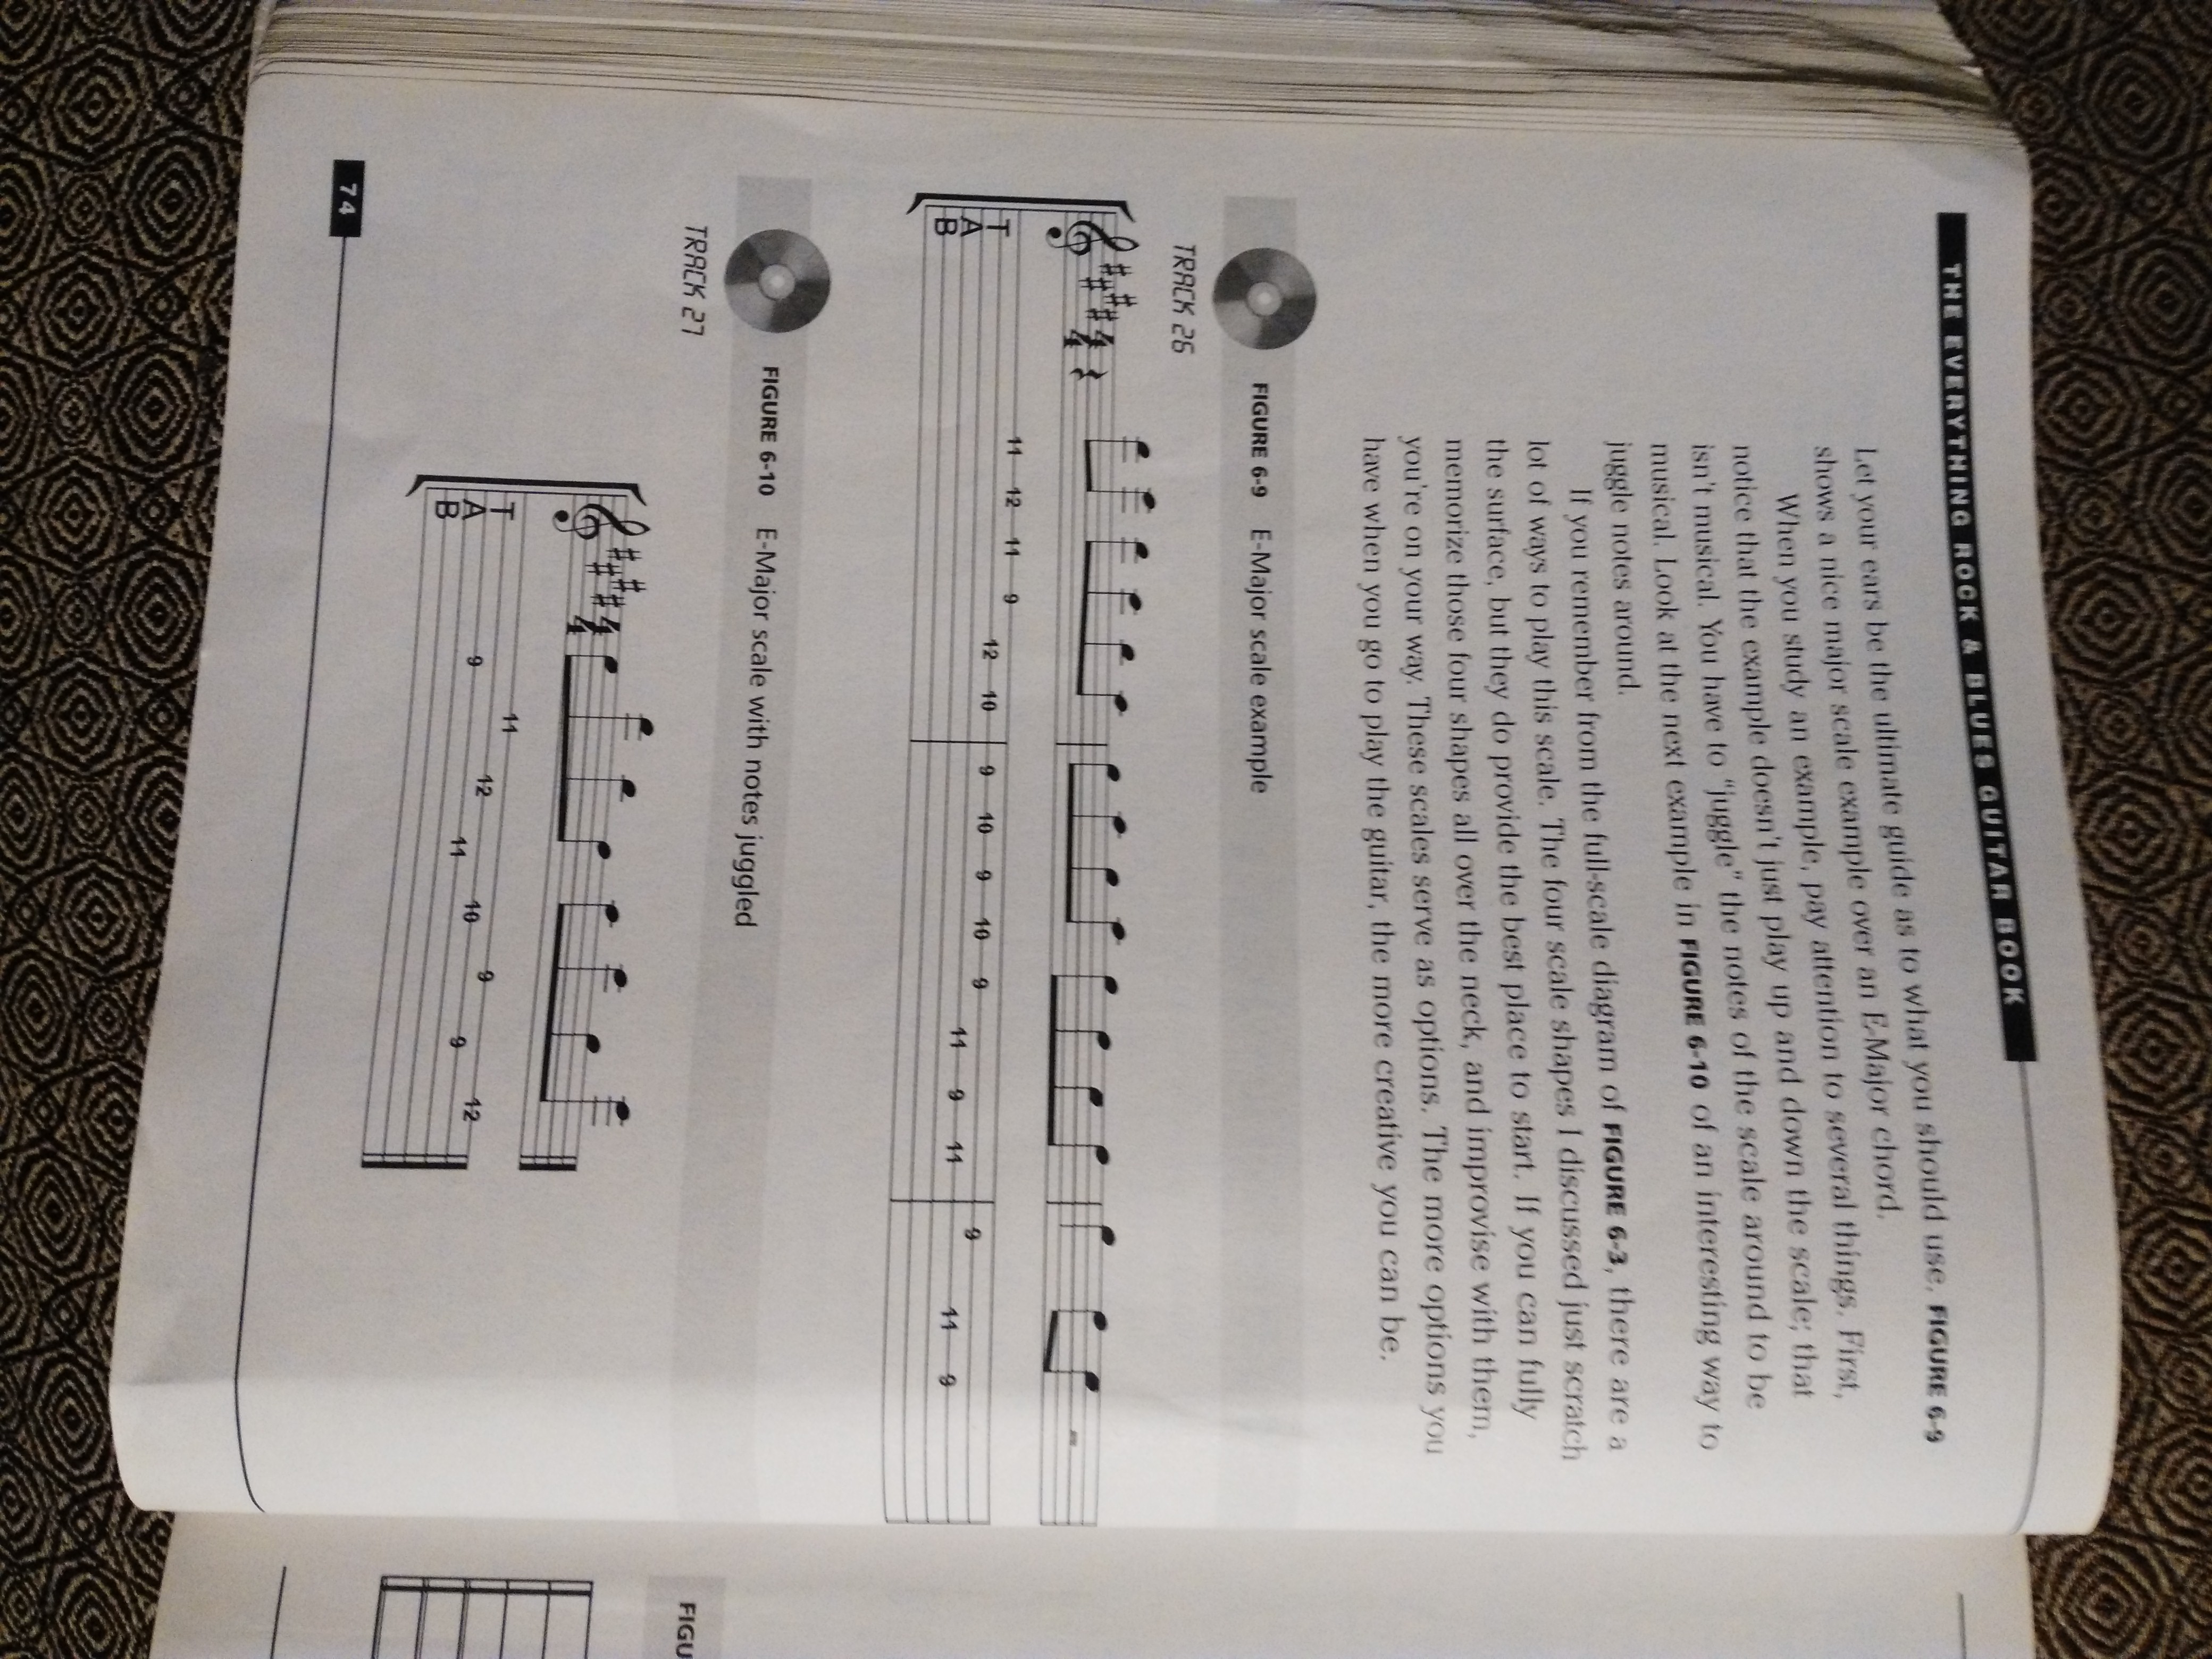 THE EVERYTHING ROCK & BLUES GUITAR BOOK
Let your ears be the ultimate guide as to what you should use. FIGURE 6-9
shows a nice major scale example over an E-Major chord.
When you study an example, pay attention to several things. First,
notice that the example doesn't just play up and down the scale; that
isn't musical. You have to "juggle" the notes of the scale around to be
musical. Look at the next example in FIGURE 6-10 of an interesting way to
juggle notes around.
If you remember from the full-scale diagram of FIGURE 6-3, there are a
lot of ways to play this scale. The four scale shapes I discussed just scratch
the surface, but they do provide the best place to start. If you can fully
memorize those four shapes all over the neck, and improvise with them,
you're on your way. These scales serve as options. The more options you
have when you go to play the guitar, the more creative you can be.
FIGURE 6-9 E-Major scale example
TRACK 26
4
4
T
A
B
11 12 11 9 12 10 9 10 9 10 9 11 9 11 9 11 9
FIGURE 6-10 E-Major scale with notes juggled
TRACK 27
4
4
T
A
B
9 11 12 11 10 9 9 12
74
FIGU